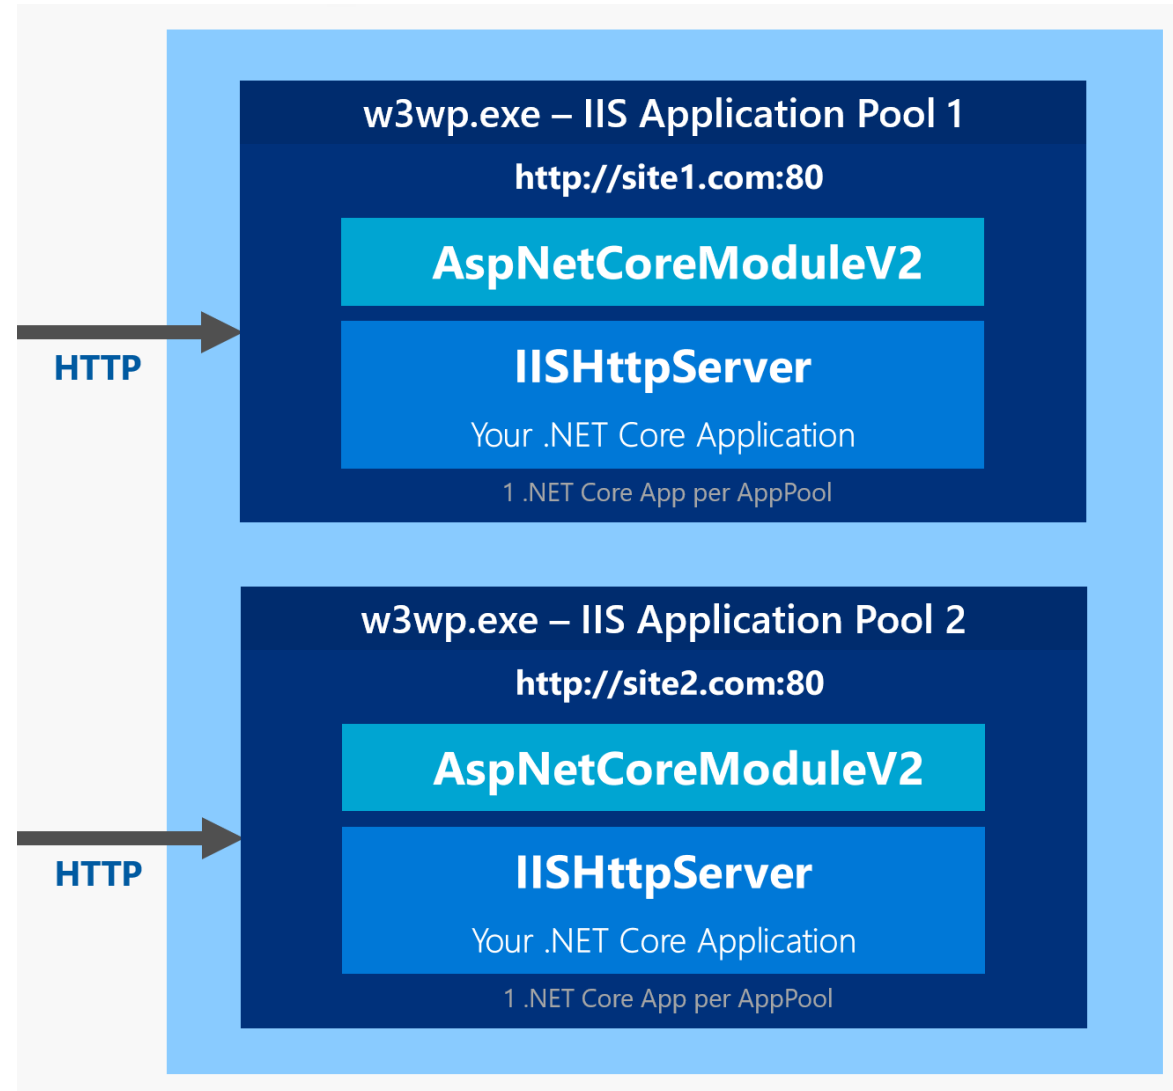 w3wp.exe – IIS Application Pool 1
http://site1.com:80
AspNetCoreModuleV2
HTTP
IISHttpServer
Your .NET Core Application
1 .NET Core App per AppPool
w3wp.exe – IIS Application Pool 2
http://site2.com:80
AspNetCoreModuleV2
HTTP
IISHttpServer
Your .NET Core Application
1 .NET Core App per AppPool